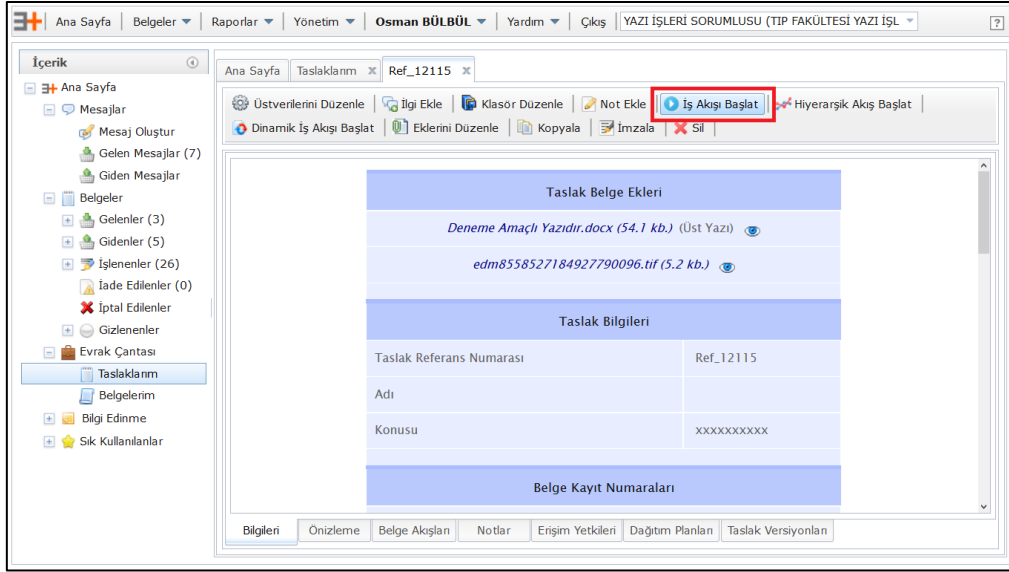 Ana Sayfa Belgeler Raporlar Yönetim Osman BÜLBÜL Yardım Çıkış YAZI İŞLERİ SORUMLUSU (TIP FAKÜLTESİ YAZI İŞL ?
İçerik
Ana Sayfa
Mesajlar
Mesaj Oluştur
Gelen Mesajlar (7)
Giden Mesajlar
Belgeler
Gelenler (3)
Gidenler (5)
İşlenenler (26)
İade Edilenler (0)
İptal Edilenler
Gizlenenler
Evrak Çantası
Taslaklarım
Belgelerim
Bilgi Edinme
Sık Kullanılanlar
Ana Sayfa Taslaklarım x Ref_12115 x
Üstverilerini Düzenle İlgi Ekle Klasör Düzenle Not Ekle İş Akışı Başlat Hiyerarşik Akış Başlat
Dinamik İş Akışı Başlat Eklerini Düzenle Kopyala İmzala Sil
Taslak Belge Ekleri
Deneme Amaçlı Yazıdır.docx (54.1 kb.) (Üst Yazı)
edm8558527184927790096.tif (5.2 kb.)
Taslak Bilgileri
Taslak Referans Numarası Ref_12115
Adı
Konusu xxxxxxxxxx
Belge Kayıt Numaraları
Bilgileri Önizleme Belge Akışları Notlar Erişim Yetkileri Dağıtım Planları Taslak Versiyonları